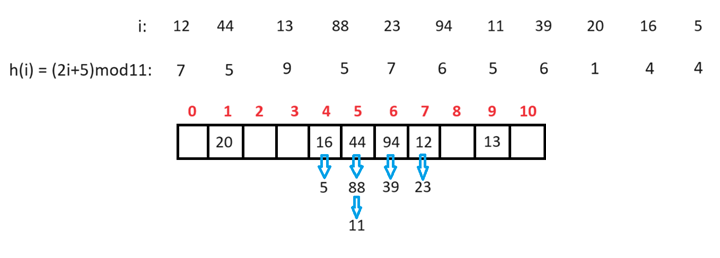 i: 12 44 13 88 23 94 11 39 20 16 5
h(i) = (2i+5)mod11: 7 5 9 5 7 6 5 6 1 4 4
0 1 2 3 4 5 6 7 8 9 10
20 16 44 94 12 13
5 88 39 23
11